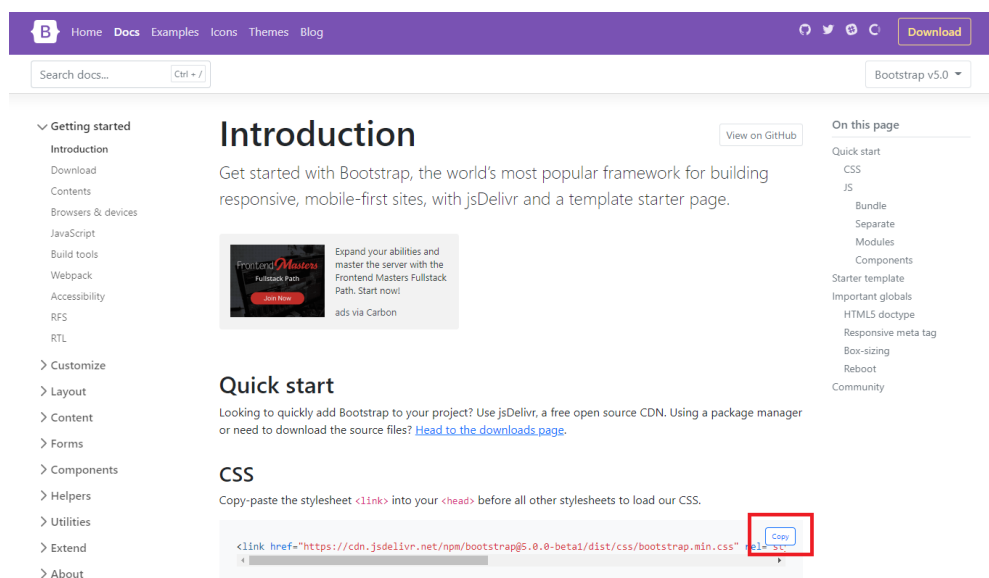 B Home Docs Examples Icons Themes Blog Download
Search docs... Ctrl + / Bootstrap v5.0
Getting started
Introduction
Download
Contents
Browsers & devices
JavaScript
Build tools
Webpack
Accessibility
RFS
RTL
Customize
Layout
Content
Forms
Components
Helpers
Utilities
Extend
About
Introduction
View on GitHub
Get started with Bootstrap, the world's most popular framework for building
responsive, mobile-first sites, with jsDelivr and a template starter page.
Frontend Masters
Fullstack Path
Join Now
Expand your abilities and
master the server with the
Frontend Masters Fullstack
Path. Start now!
ads via Carbon
Quick start
Looking to quickly add Bootstrap to your project? Use jsDelivr, a free open source CDN. Using a package manager
or need to download the source files? Head to the downloads page.
CSS
Copy-paste the stylesheet <link> into your <head> before all other stylesheets to load our CSS.
Copy
<link href="https://cdn.jsdelivr.net/npm/bootstrap@5.0.0-beta1/dist/css/bootstrap.min.css" rel="st
On this page
Quick start
CSS
JS
Bundle
Separate
Modules
Components
Starter template
Important globals
HTML5 doctype
Responsive meta tag
Box-sizing
Reboot
Community